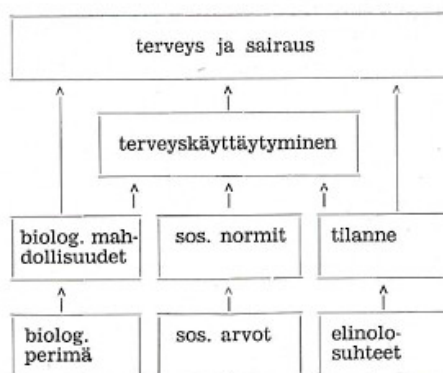 terveys ja sairaus
terveyskäyttäytyminen
biolog. mah-
dollisuudet
sos. normit
tilanne
biolog.
perimä
sos. arvot
elinolo-
suhteet